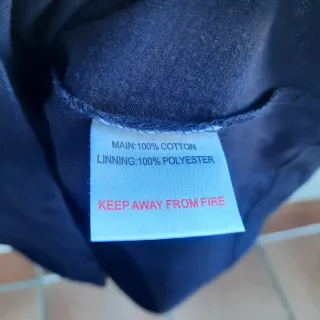 MAIN:100% COTTON
LINNING:100% POLYESTER
KEEP AWAY FROM FIRE